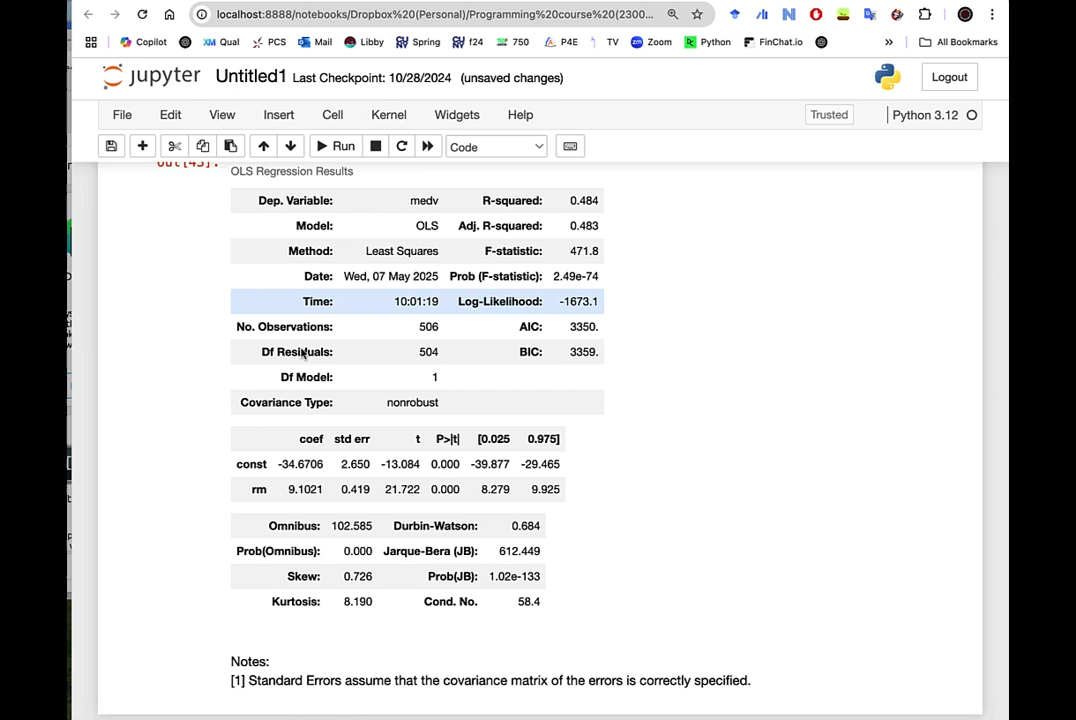 localhost:8888/notebooks/Dropbox%20(Personal)/Programming%20course%20(2300...
Copilot XM Qual PCS Mail Libby Spring f24 750 P4E TV Zoom Python FinChat.io » All Bookmarks
jupyter Untitled1 Last Checkpoint: 10/28/2024 (unsaved changes) Logout
File Edit View Insert Cell Kernel Widgets Help Trusted Python 3.12
Run Code
Out[45]:
OLS Regression Results
Dep. Variable: medv R-squared: 0.484
Model: OLS Adj. R-squared: 0.483
Method: Least Squares F-statistic: 471.8
Date: Wed, 07 May 2025 Prob (F-statistic): 2.49e-74
Time: 10:01:19 Log-Likelihood: -1673.1
No. Observations: 506 AIC: 3350.
Df Residuals: 504 BIC: 3359.
Df Model: 1
Covariance Type: nonrobust
coef std err t P>|t| [0.025 0.975]
const -34.6706 2.650 -13.084 0.000 -39.877 -29.465
rm 9.1021 0.419 21.722 0.000 8.279 9.925
Omnibus: 102.585 Durbin-Watson: 0.684
Prob(Omnibus): 0.000 Jarque-Bera (JB): 612.449
Skew: 0.726 Prob(JB): 1.02e-133
Kurtosis: 8.190 Cond. No. 58.4
Notes:
[1] Standard Errors assume that the covariance matrix of the errors is correctly specified.